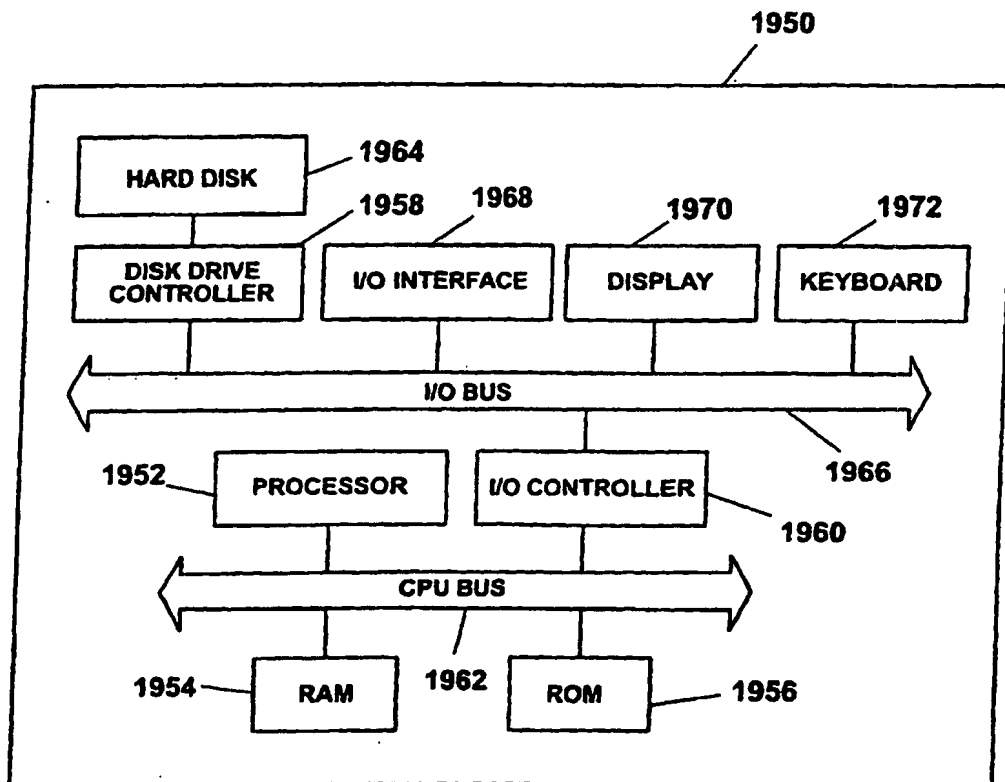 1950
HARD DISK
1964
DISK DRIVE
CONTROLLER
1958
I/O INTERFACE
1968
DISPLAY
1970
KEYBOARD
1972
I/O BUS
1966
1952
PROCESSOR
I/O CONTROLLER
1960
CPU BUS
1962
1954
RAM
ROM
1956